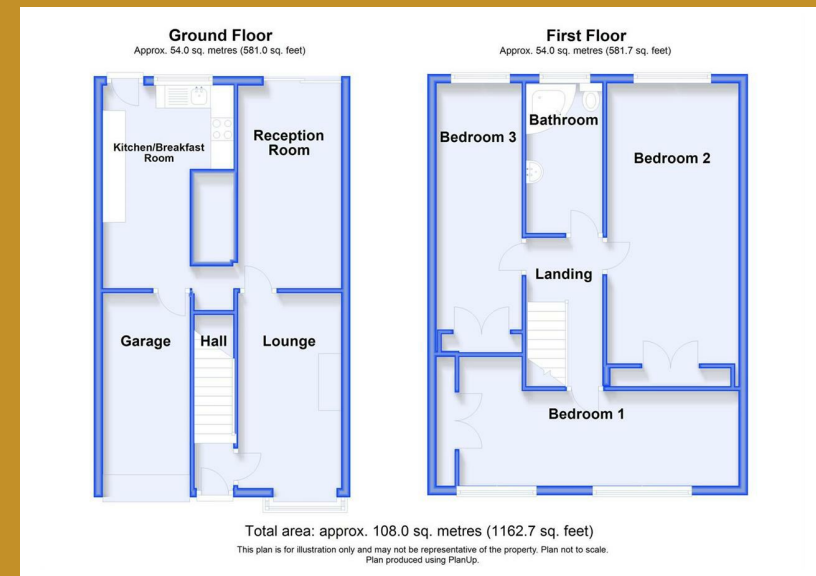 Ground Floor
Approx. 54.0 sq. metres (581.0 sq. feet)
Kitchen/Breakfast
Room
Reception
Room
Garage
Hall
Lounge
First Floor
Approx. 54.0 sq. metres (581.7 sq. feet)
Bedroom 3
Bathroom
Bedroom 2
Landing
Bedroom 1
Total area: approx. 108.0 sq. metres (1162.7 sq. feet)
This plan is for illustration only and may not be representative of the property. Plan not to scale.
Plan produced using PlanUp.